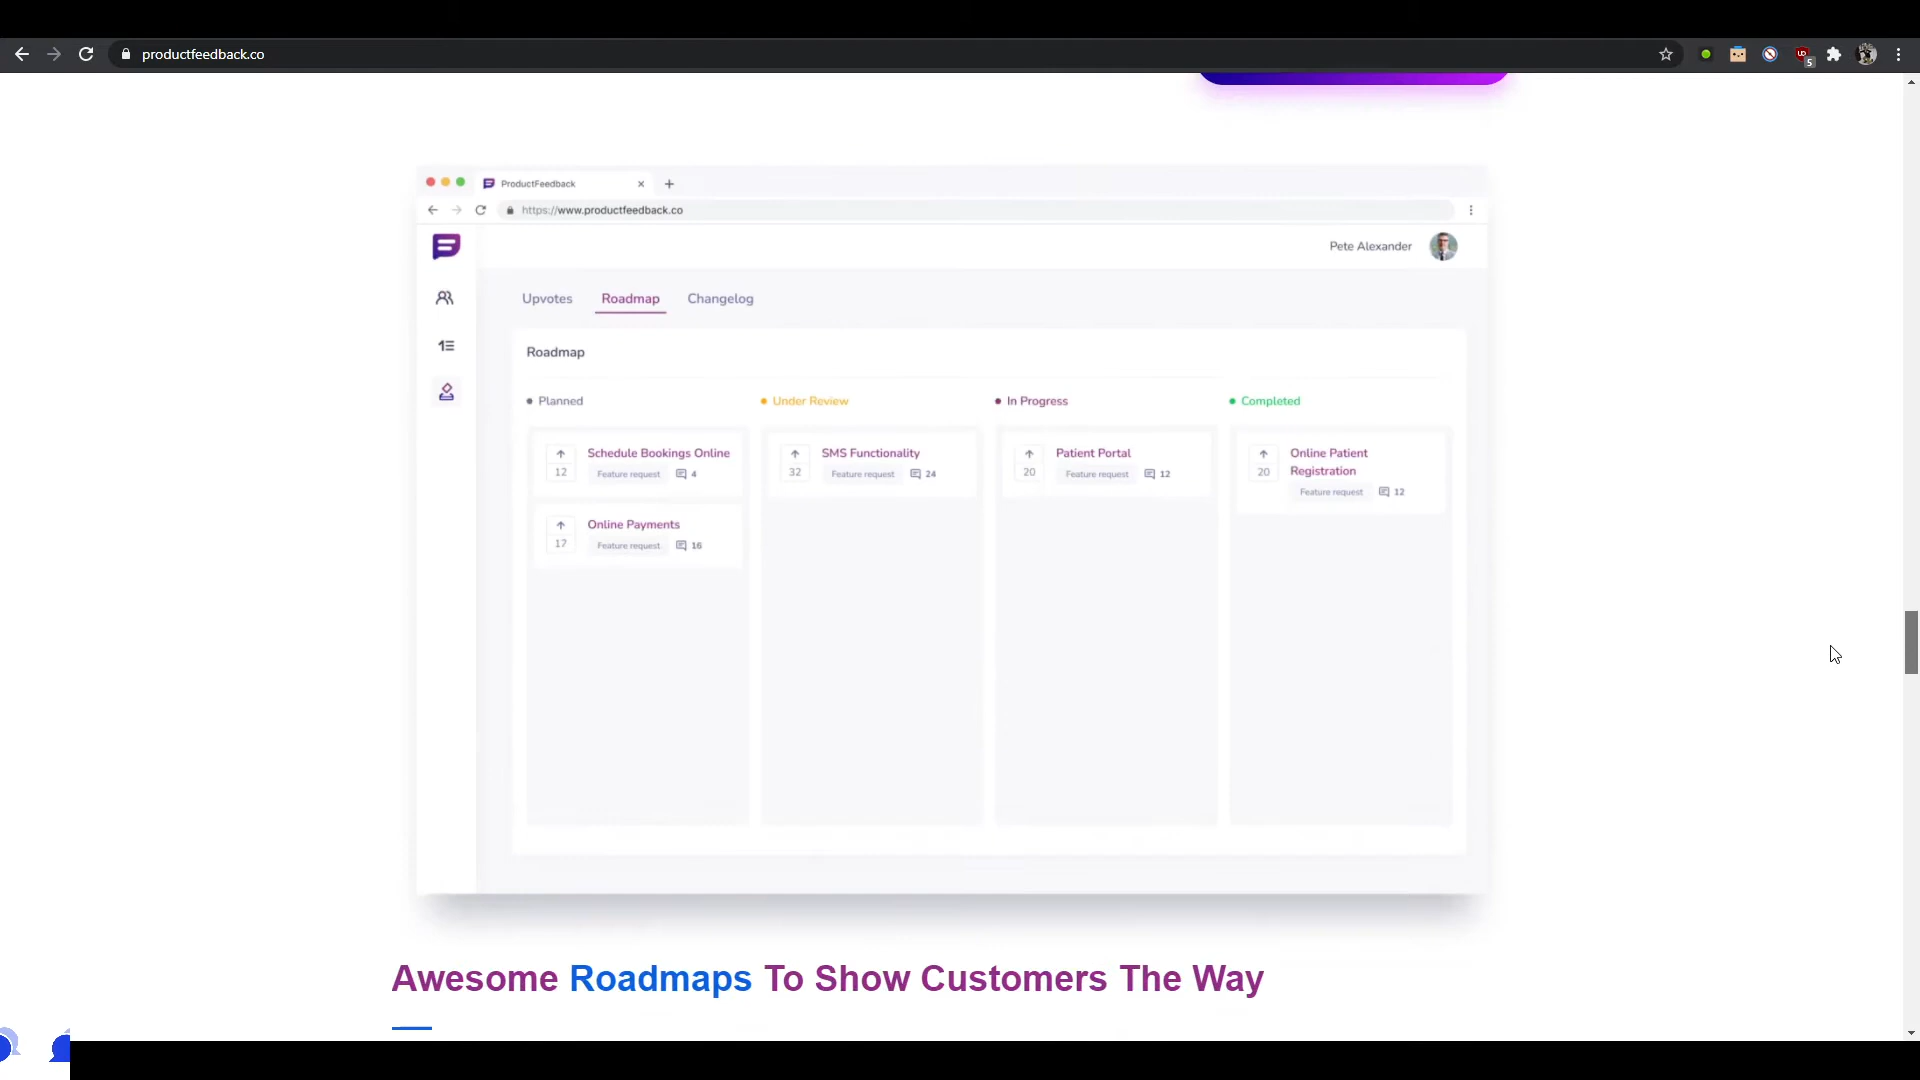 productfeedback.co
5
ProductFeedback
https://www.productfeedback.co
Pete Alexander
Upvotes Roadmap Changelog
Roadmap
Planned
Schedule Bookings Online
12
Feature request 4
Online Payments
17
Feature request 16
Under Review
SMS Functionality
32
Feature request 24
In Progress
Patient Portal
20
Feature request 12
Completed
Online Patient
Registration
20
Feature request 12
Awesome Roadmaps To Show Customers The Way